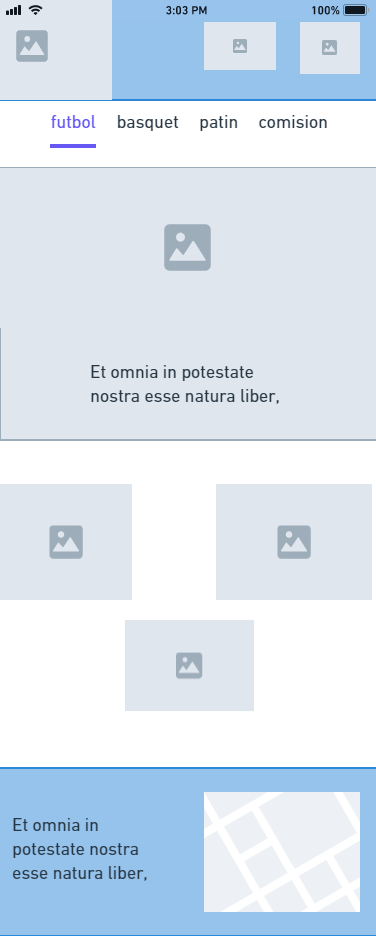 3:03 PM
100%
futbol basquet patin comision
Et omnia in potestate
nostra esse natura liber,
Et omnia in
potestate nostra
esse natura liber,